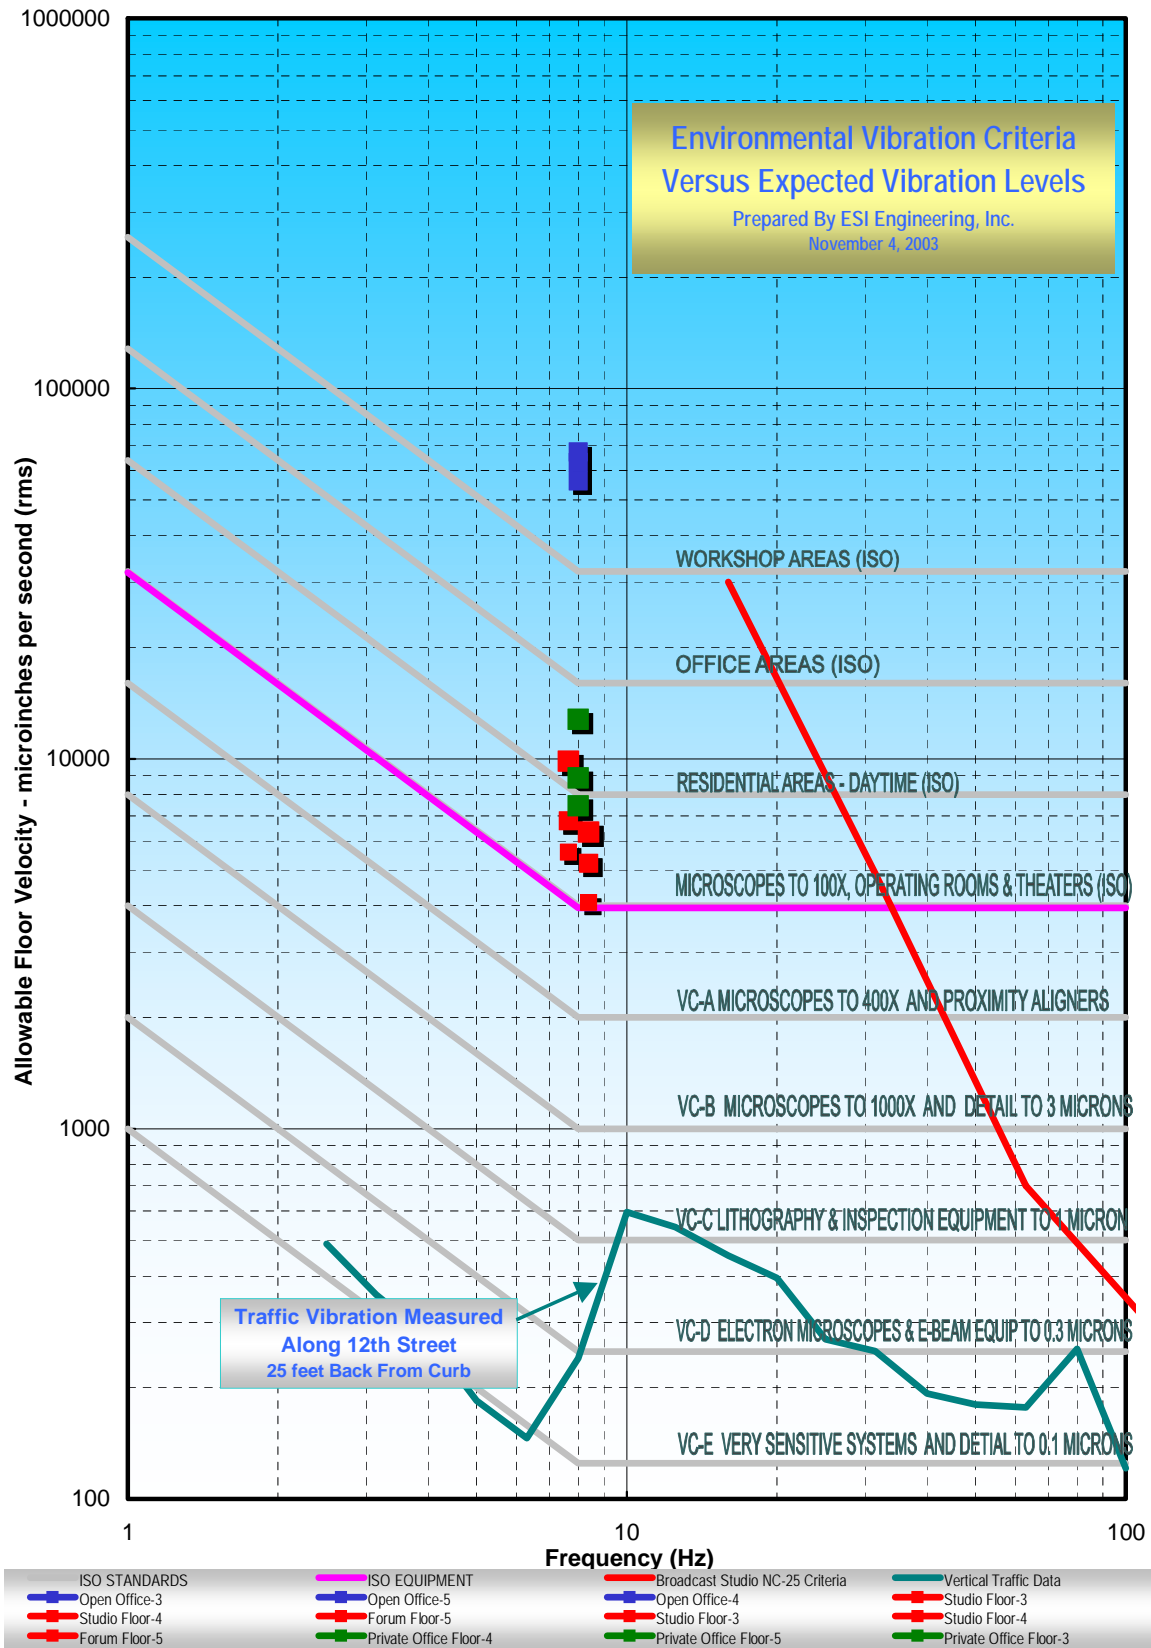 1000000
Environmental Vibration Criteria
Versus Expected Vibration Levels
Prepared By ESI Engineering, Inc.
November 4, 2003
100000
Allowable Floor Velocity - microinches per second (rms)
WORKSHOP AREAS (ISO)
OFFICE AREAS (ISO)
10000
RESIDENTIAL AREAS - DAYTIME (ISO)
MICROSCOPES TO 100X, OPERATING ROOMS & THEATERS (ISO)
VC-A MICROSCOPES TO 400X AND PROXIMITY ALIGNERS
VC-B MICROSCOPES TO 1000X AND DETAIL TO 3 MICRONS
1000
VC-C LITHOGRAPHY & INSPECTION EQUIPMENT TO 1 MICRON
Traffic Vibration Measured
Along 12th Street
25 feet Back From Curb
VC-D ELECTRON MICROSCOPES & E-BEAM EQUIP TO 0.3 MICRONS
VC-E VERY SENSITIVE SYSTEMS AND DETIAL TO 0.1 MICRONS
100
1 10 100
Frequency (Hz)
ISO STANDARDS ISO EQUIPMENT Broadcast Studio NC-25 Criteria Vertical Traffic Data
Open Office-3 Open Office-5 Open Office-4 Studio Floor-3
Studio Floor-4 Forum Floor-5 Studio Floor-3 Studio Floor-4
Forum Floor-5 Private Office Floor-4 Private Office Floor-5 Private Office Floor-3